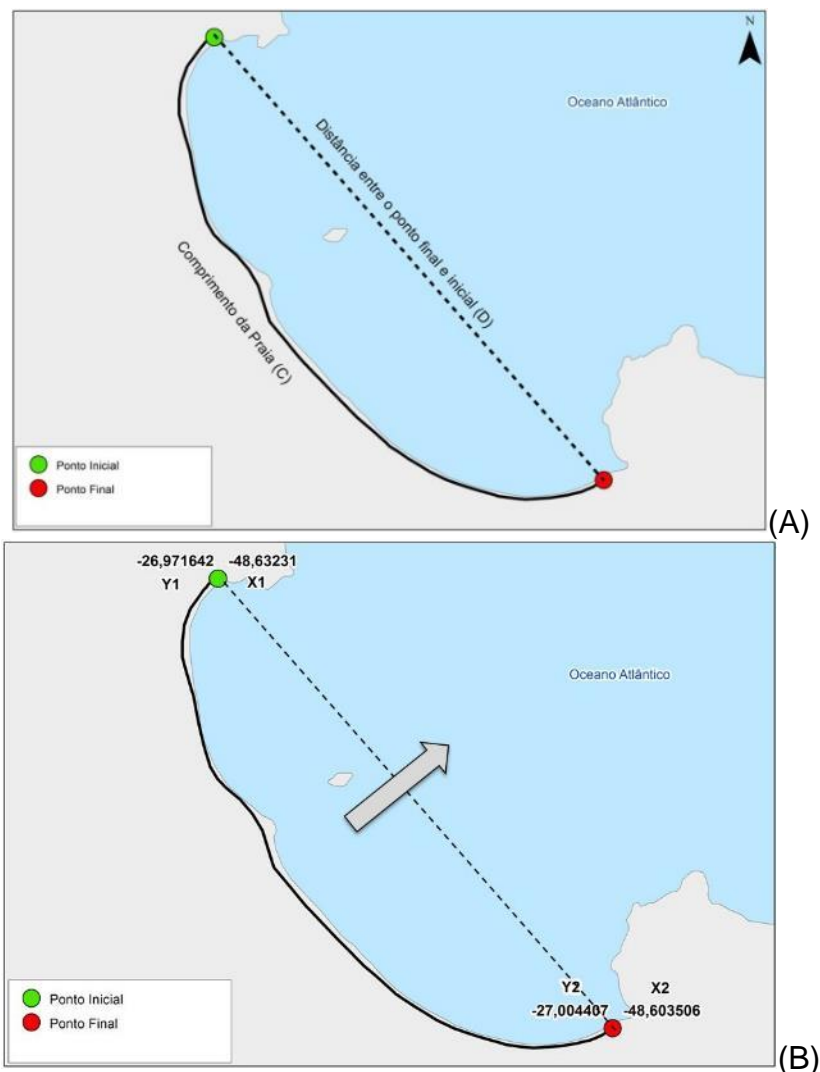 N
Oceano Atlântico
Distância entre o ponto final e inicial (D)
Comprimento da Praia (C)
Ponto Inicial
Ponto Final
(A)
-26,971642 -48,63231
Y1 X1
Oceano Atlântico
Y2 X2
-27,004407 -48,603506
Ponto Inicial
Ponto Final
(B)